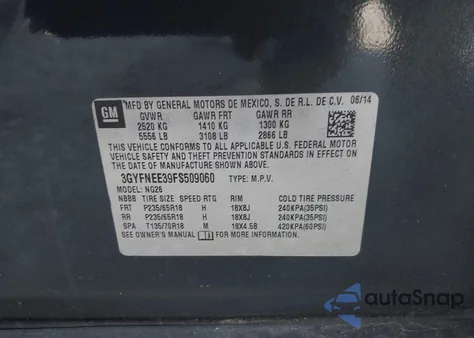 GM
MFD BY GENERAL MOTORS DE MEXICO, S. DE R.L. DE C.V. 06/14
GVWR GAWR FRT GAWR RR
2520 KG 1410 KG 1300 KG
5556 LB 3108 LB 2866 LB
THIS VEHICLE CONFORMS TO ALL APPLICABLE U.S. FEDERAL MOTOR
VEHICLE SAFETY, AND THEFT PREVENTION STANDARDS IN
EFFECT ON THE DATE OF MANUFACTURE SHOWN ABOVE.
3GYFNEE39FS509060 TYPE: M.P.V.
MODEL: NG26
NBBB TIRE SIZE SPEED RTG RIM COLD TIRE PRESSURE
FRT P235/65R18 H 18X8J 240KPA(35PSI)
RR P235/65R18 H 18X8J 240KPA(35PSI)
SPA T135/70R18 M 18X4.5B 420KPA(60PSI)
SEE OWNER'S MANUAL FOR MORE INFORMATION
autoSnap